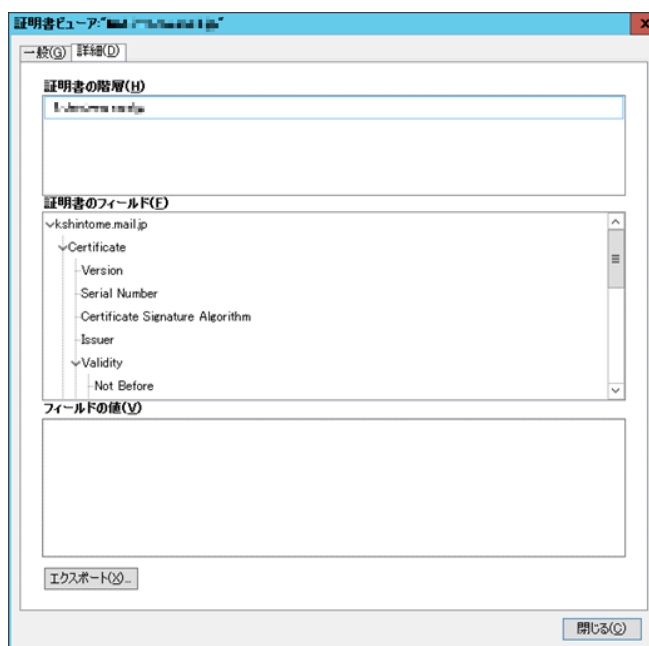 証明書ビューア:"
一般(G) 詳細(D)
証明書の階層(H)
証明書のフィールド(F)
kshintome.mail.jp
Certificate
Version
Serial Number
Certificate Signature Algorithm
Issuer
Validity
Not Before
フィールドの値(V)
エクスポート(X)...
閉じる(C)